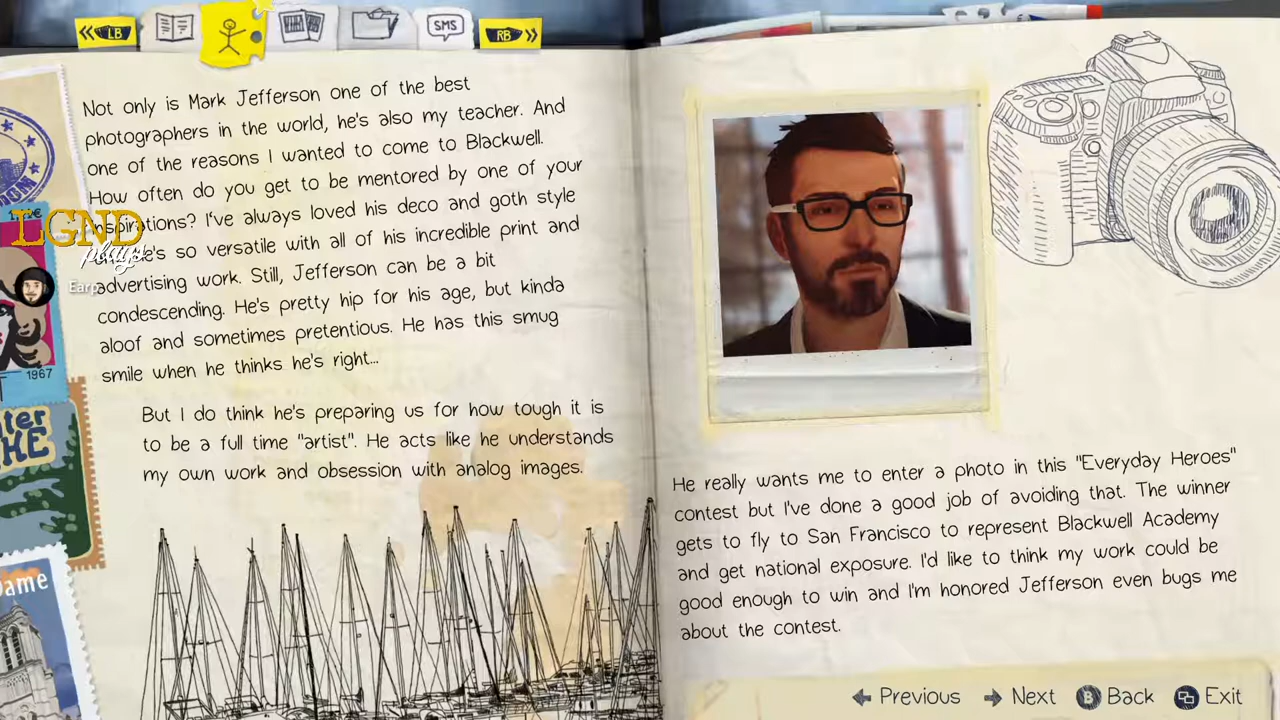 LB
SMS
RB
Not only is Mark Jefferson one of the best
photographers in the world, he's also my teacher. And
one of the reasons I wanted to come to Blackwell.
How often do you get to be mentored by one of your
inspirations? I've always loved his deco and goth style
he's so versatile with all of his incredible print and
advertising work. Still, Jefferson can be a bit
condescending. He's pretty hip for his age, but kinda
aloof and sometimes pretentious. He has this smug
smile when he thinks he's right...
But I do think he's preparing us for how tough it is
to be a full time "artist". He acts like he understands
my own work and obsession with analog images.
He really wants me to enter a photo in this "Everyday Heroes"
contest but I've done a good job of avoiding that. The winner
gets to fly to San Francisco to represent Blackwell Academy
and get national exposure. I'd like to think my work could be
good enough to win and I'm honored Jefferson even bugs me
about the contest.
LGND
plays
Earp
1967
Dame
Previous
Next
B Back
Exit